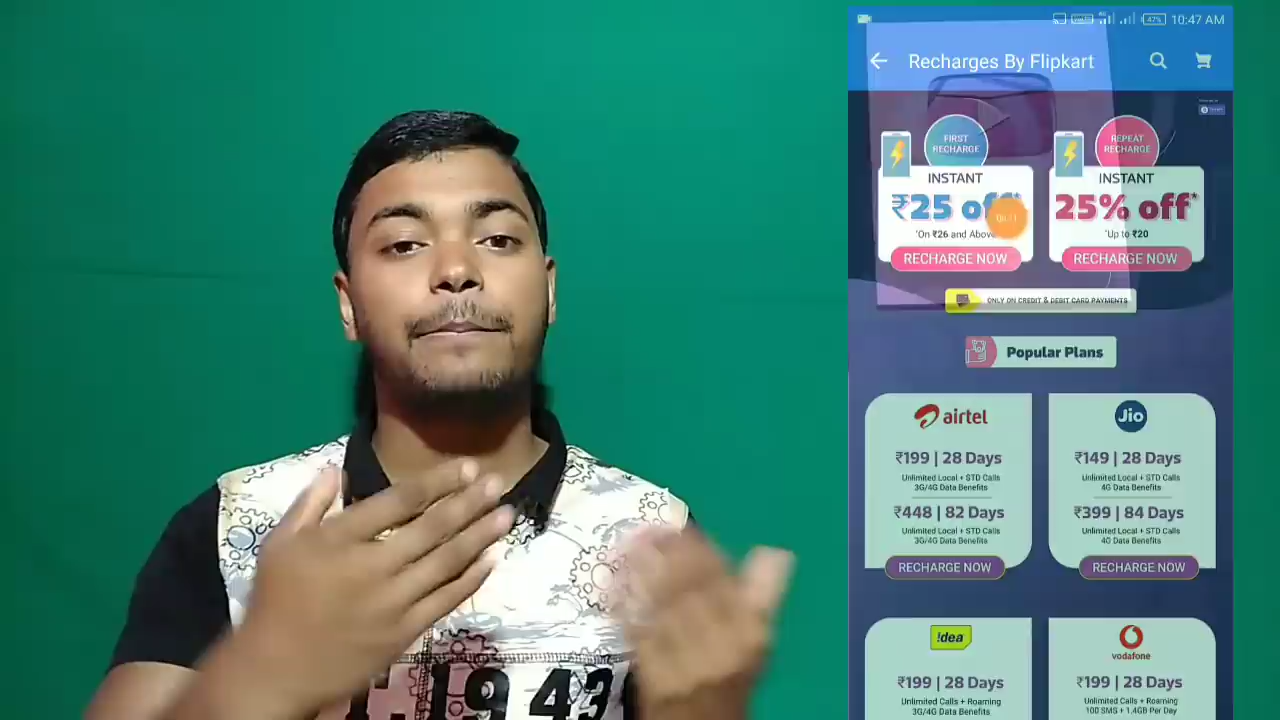 47% 10:47 AM
Recharges By Flipkart
FIRST
RECHARGE
INSTANT
₹25 off*
*On ₹26 and Above
RECHARGE NOW
REPEAT
RECHARGE
INSTANT
25% off*
*Up to ₹20
RECHARGE NOW
ONLY ON CREDIT & DEBIT CARD PAYMENTS
Popular Plans
airtel
₹199 | 28 Days
Unlimited Local + STD Calls
3G/4G Data Benefits
₹448 | 82 Days
Unlimited Local + STD Calls
3G/4G Data Benefits
RECHARGE NOW
Jio
₹149 | 28 Days
Unlimited Local + STD Calls
4G Data Benefits
₹399 | 84 Days
Unlimited Local + STD Calls
4G Data Benefits
RECHARGE NOW
!dea
₹199 | 28 Days
Unlimited Calls + Roaming
3G/4G Data Benefits
vodafone
₹199 | 28 Days
Unlimited Calls + Roaming
100 SMS + 1.4GB Per Day
1943